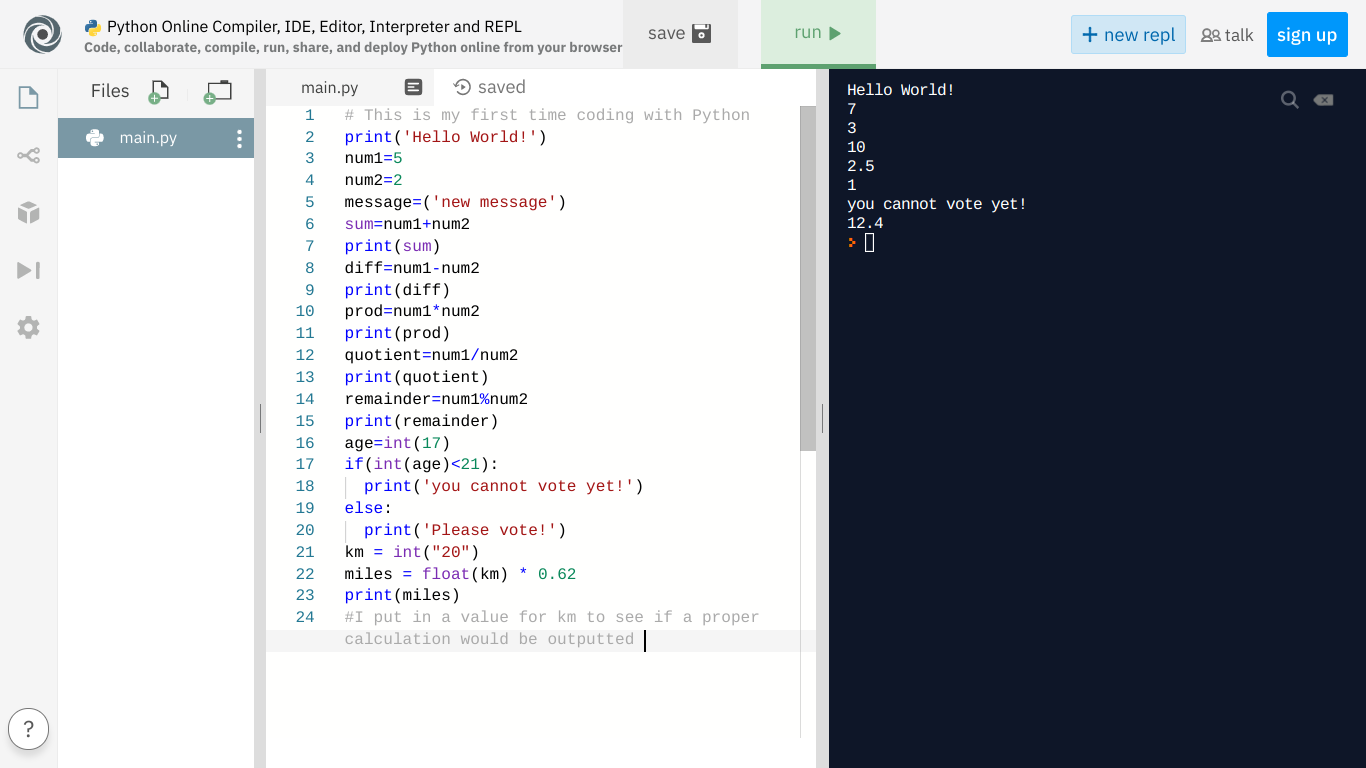 Python Online Compiler, IDE, Editor, Interpreter and REPL
Code, collaborate, compile, run, share, and deploy Python online from your browser
save
run
+ new repl
talk
sign up
Files
main.py
main.py
saved
1 # This is my first time coding with Python
2 print('Hello World!')
3 num1=5
4 num2=2
5 message=('new message')
6 sum=num1+num2
7 print(sum)
8 diff=num1-num2
9 print(diff)
10 prod=num1*num2
11 print(prod)
12 quotient=num1/num2
13 print(quotient)
14 remainder=num1%num2
15 print(remainder)
16 age=int(17)
17 if(int(age)<21):
18   print('you cannot vote yet!')
19 else:
20   print('Please vote!')
21 km = int("20")
22 miles = float(km) * 0.62
23 print(miles)
24 #I put in a value for km to see if a proper
calculation would be outputted
Hello World!
7
3
10
2.5
1
you cannot vote yet!
12.4
?